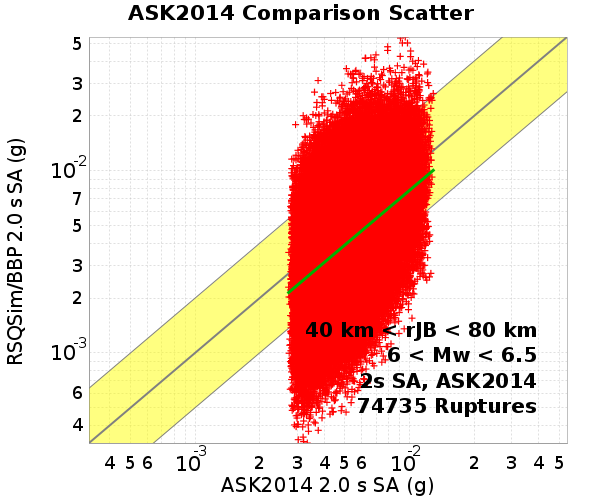 ASK2014 Comparison Scatter
RSQSim/BBP 2.0 s SA (g)
5
3
2
10-2
7
5
3
2
10-3
6
4
40 km < rJB < 80 km
6 < Mw < 6.5
2s SA, ASK2014
74735 Ruptures
4 5 6 10-3 2 3 4 5 6 10-2 2 3 4 5
ASK2014 2.0 s SA (g)